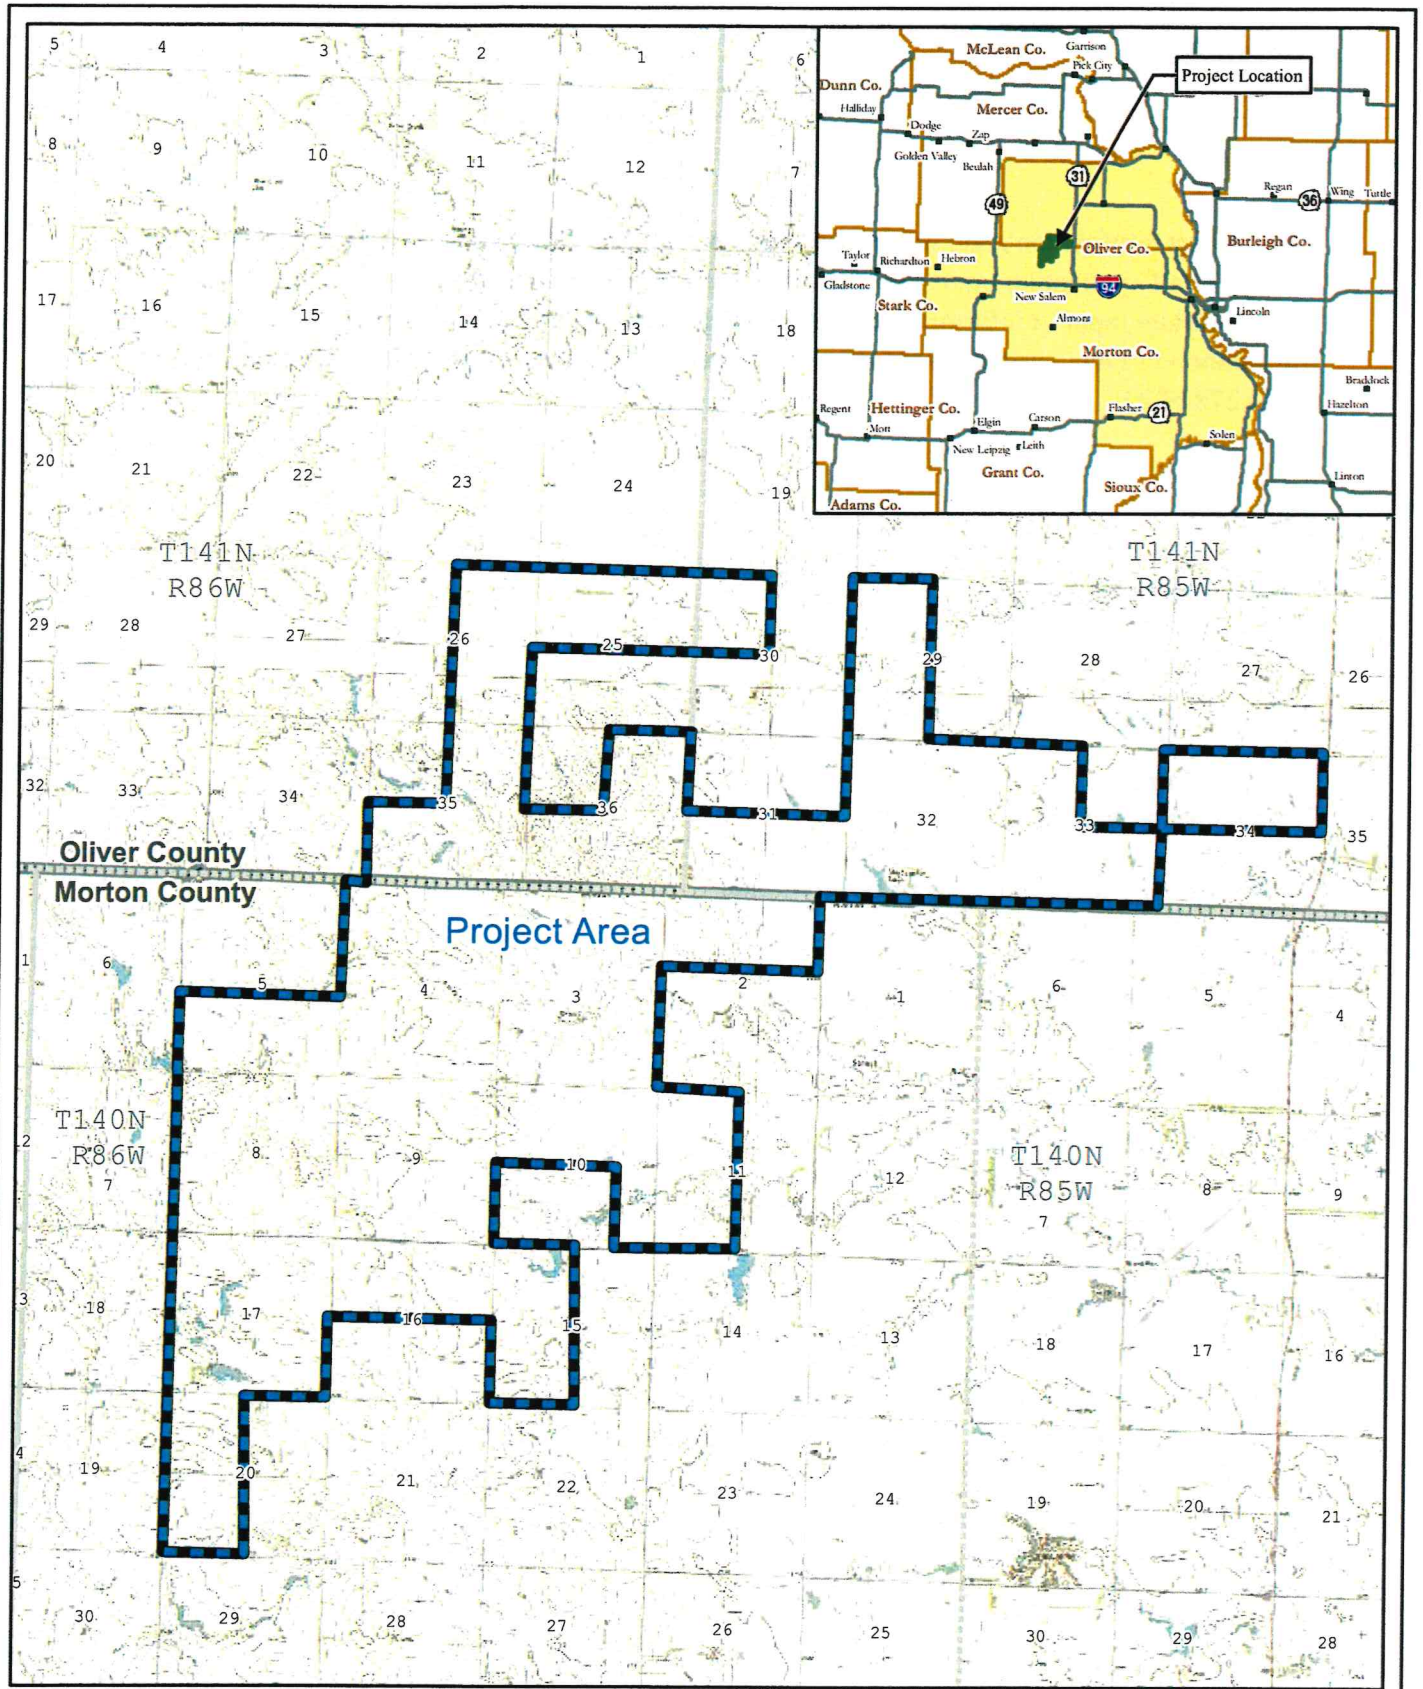 5 4 3 2 1 6
8 9 10 11 12 7
17 16 15 14 13 18
20 21 22 23 24 19
McLean Co.
Garrison
Pick City
Project Location
Dunn Co.
Halliday
Mercer Co.
Dodge
Zap
Golden Valley
Beulah
31
49
Regan
36
Wing
Tuttle
Oliver Co.
Burleigh Co.
Taylor
Richardton
Hebron
Gladstone
94
New Salem
Stark Co.
Almont
Lincoln
Morton Co.
Braddock
Regent
Hettinger Co.
Flasher
21
Hazelton
Mott
Elgin
Carson
New Leipzig
Leith
Solen
Grant Co.
Linton
Sioux Co.
Adams Co.
T141N
R86W
T141N
R85W
29 28 27 26 25 30 29 28 27 26
32 33 34 35 36 31 32 33 34 35
Oliver County
Morton County
Project Area
1 6 5 4 3 2 1 6 5 4
T140N
R86W
T140N
R85W
12 7 8 9 10 11 12 7 8 9
3 18 17 16 15 14 13 18 17 16
4 19 20 21 22 23 24 19 20 21
5 30 29 28 27 26 25 30 29 28